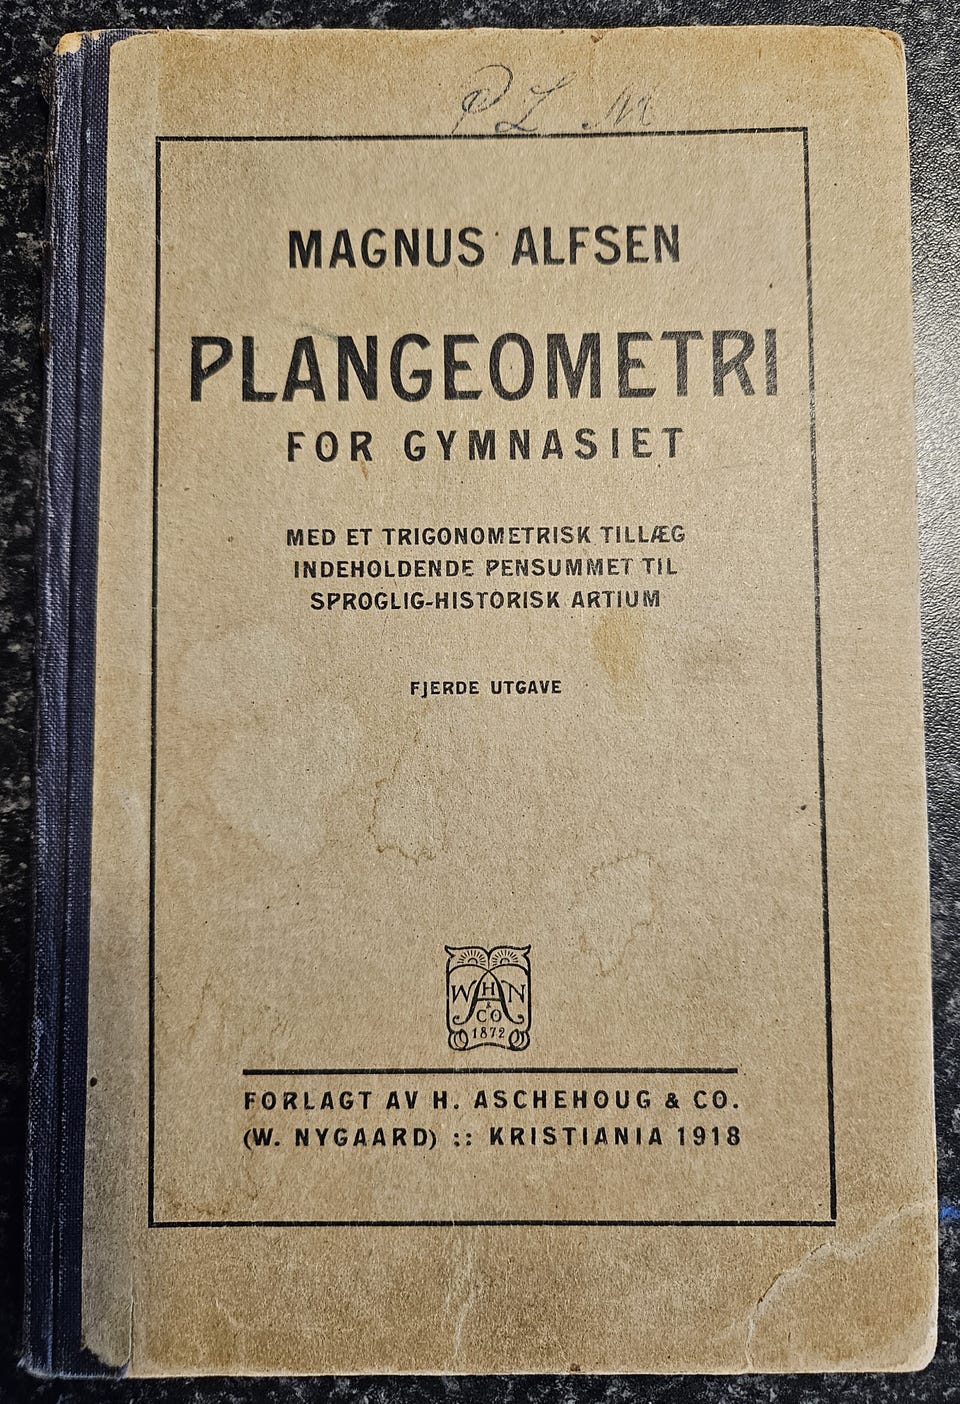 P L M
MAGNUS ALFSEN
PLANGEOMETRI
FOR GYMNASIET
MED ET TRIGONOMETRISK TILLÆG
INDEHOLDENDE PENSUMMET TIL
SPROGLIG-HISTORISK ARTIUM
FJERDE UTGAVE
W H N
&
CO
1872
FORLAGT AV H. ASCHEHOUG & CO.
(W. NYGAARD) :: KRISTIANIA 1918